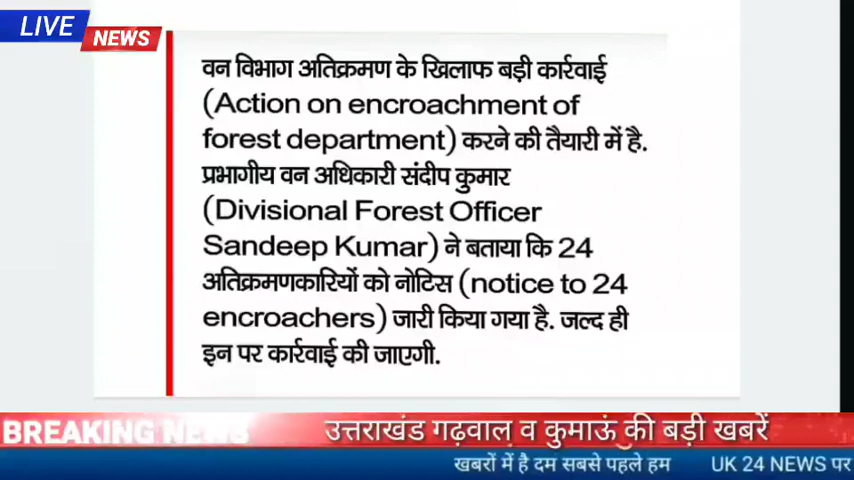 LIVE
NEWS
वन विभाग अतिक्रमण के खिलाफ बड़ी कार्रवाई
(Action on encroachment of
forest department) करने की तैयारी में है.
प्रभागीय वन अधिकारी संदीप कुमार
(Divisional Forest Officer
Sandeep Kumar) ने बताया कि 24
अतिक्रमणकारियों को नोटिस (notice to 24
encroachers) जारी किया गया है. जल्द ही
इन पर कार्रवाई की जाएगी.
BREAKING NEWS
उत्तराखंड गढ़वाल व कुमाऊं की बड़ी खबरें
खबरों में है दम सबसे पहले हम UK 24 NEWS पर